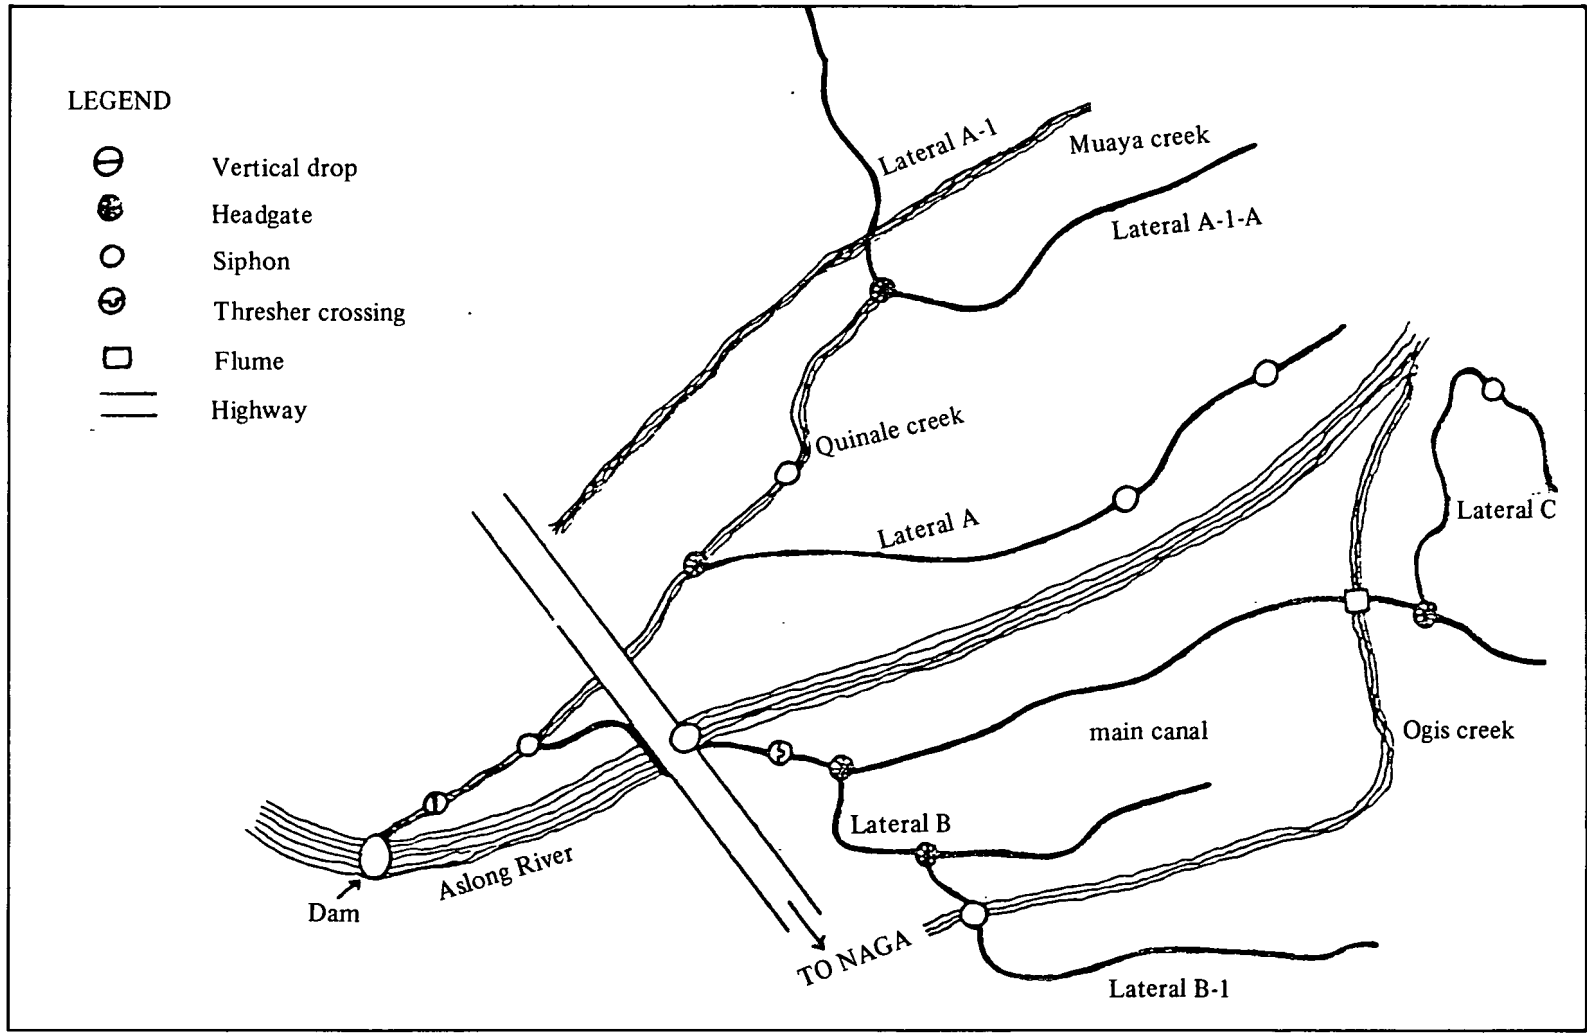 LEGEND
Vertical drop
Headgate
Siphon
Thresher crossing
Flume
Highway
Lateral A-1
Muaya creek
Lateral A-1-A
Quinale creek
Lateral A
Lateral C
main canal
Ogis creek
Lateral B
Aslong River
Dam
TO NAGA
Lateral B-1